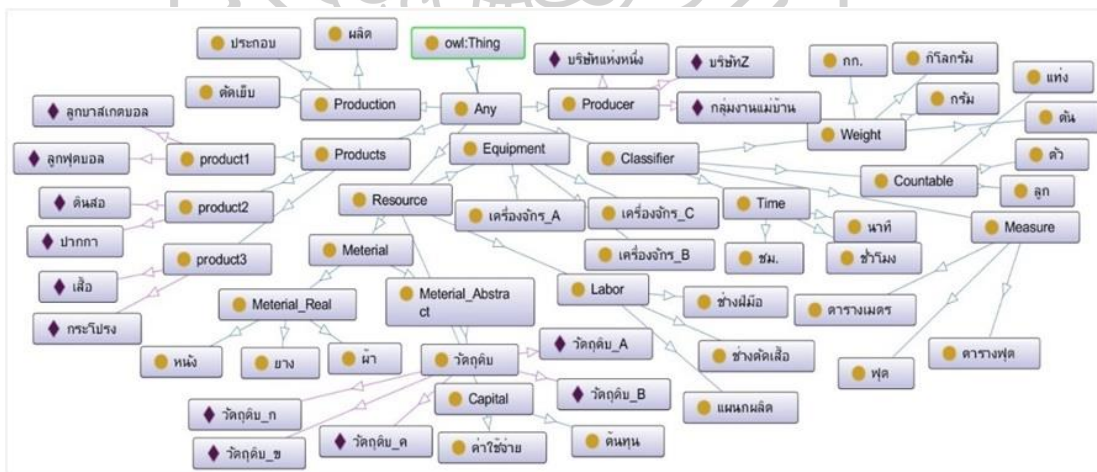 ประกอบ
ผลิต
owl:Thing
บริษัทแห่งหนึ่ง
บริษัทZ
กก.
กิโลกรัม
แท่ง
ตัดเย็บ
Production
Any
Producer
กลุ่มงานแม่บ้าน
กรัม
ลูกบาสเกตบอล
Weight
ตัน
ลูกฟุตบอล
product1
Products
Equipment
Classifier
ตัว
Countable
ดินสอ
product2
Resource
เครื่องจักร_A
เครื่องจักร_C
Time
ลูก
ปากกา
นาที
Measure
product3
Meterial
เครื่องจักร_B
ชม.
ชั่วโมง
เสื้อ
Meterial_Real
Meterial_Abstra
ct
Labor
ช่างฝีมือ
ตารางเมตร
กระโปรง
วัตถุดิบ_A
หนัง
ยาง
ผ้า
วัตถุดิบ
ช่างตัดเสื้อ
ตารางฟุต
ฟุต
วัตถุดิบ_ก
Capital
วัตถุดิบ_B
แผนกผลิต
วัตถุดิบ_ข
วัตถุดิบ_ค
ค่าใช้จ่าย
ต้นทุน